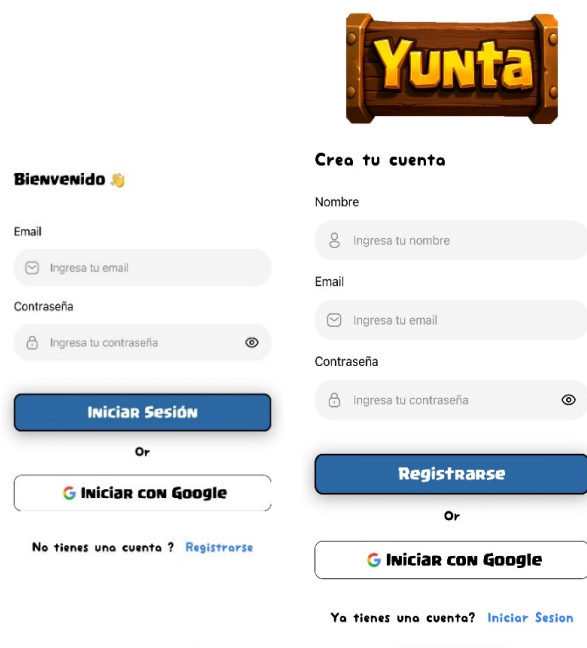 Bienvenido 👋
Email
Ingresa tu email
Contraseña
Ingresa tu contraseña
Iniciar Sesión
Or
G Iniciar con Google
No tienes una cuenta ? Registrarse
Yunta
Crea tu cuenta
Nombre
Ingresa tu nombre
Email
Ingresa tu email
Contraseña
Ingresa tu contraseña
Registrarse
Or
G Iniciar con Google
Ya tienes una cuenta? Iniciar Sesion